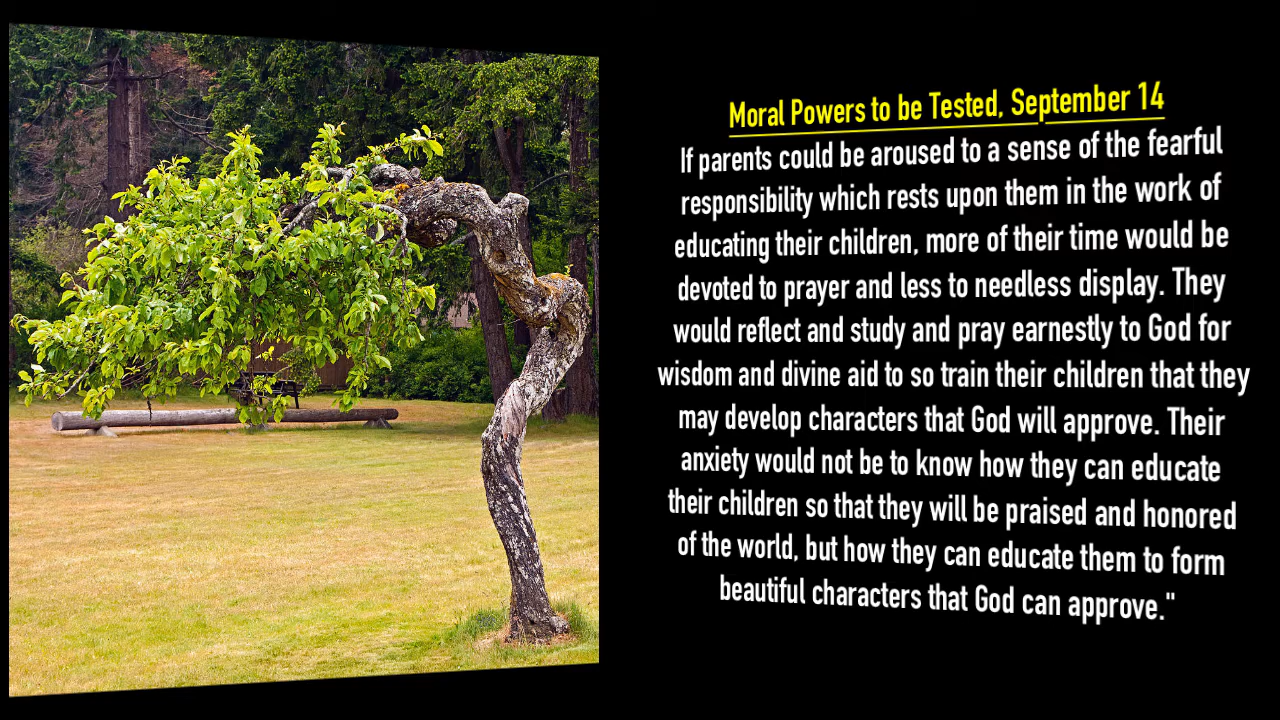 Moral Powers to be Tested, September 14
If parents could be aroused to a sense of the fearful
responsibility which rests upon them in the work of
educating their children, more of their time would be
devoted to prayer and less to needless display. They
would reflect and study and pray earnestly to God for
wisdom and divine aid to so train their children that they
may develop characters that God will approve. Their
anxiety would not be to know how they can educate
their children so that they will be praised and honored
of the world, but how they can educate them to form
beautiful characters that God can approve."